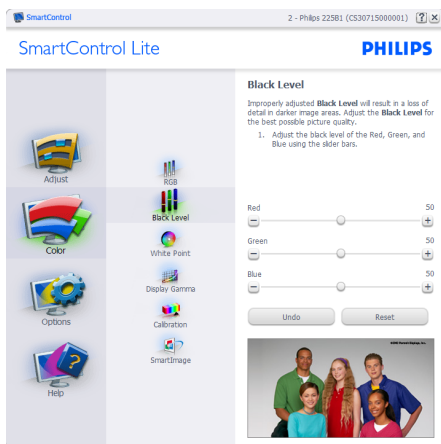 SmartControl
2 - Philips 225B1 (CS30715000001)
SmartControl Lite
PHILIPS
Adjust
Color
Options
Help
RGB
Black Level
White Point
Display Gamma
Calibration
SmartImage
Black Level
Improperly adjusted Black Level will result in a loss of
detail in darker image areas. Adjust the Black Level for
the best possible picture quality.
1. Adjust the black level of the Red, Green, and
Blue using the slider bars.
Red 50
Green 50
Blue 50
Undo Reset